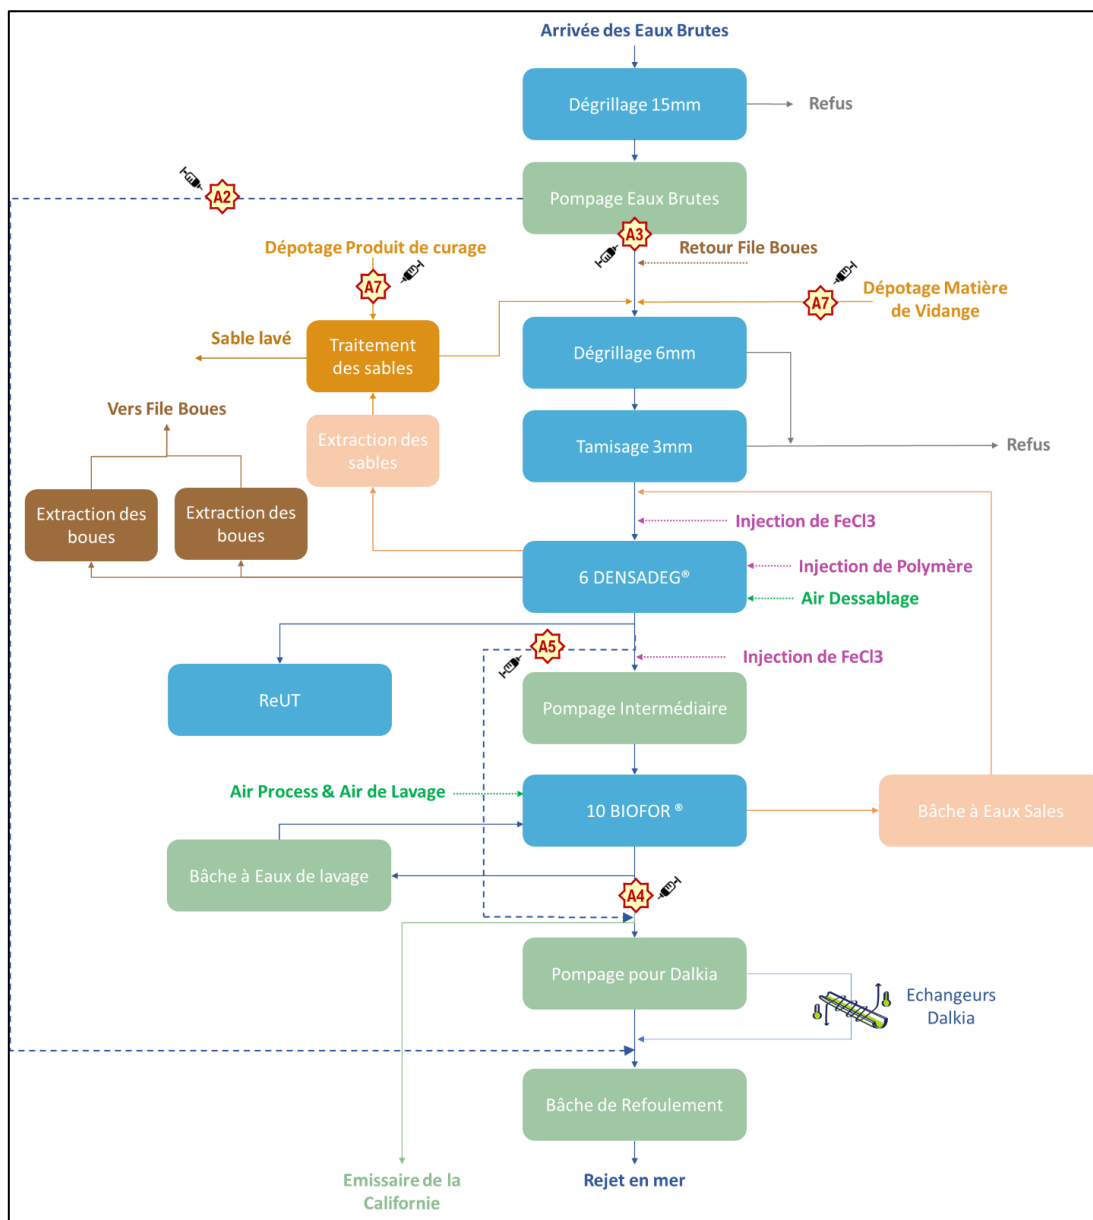 Arrivée des Eaux Brutes
Dégrillage 15mm
Refus
A2
Pompage Eaux Brutes
A3
Dépotage Produit de curage
Retour File Boues
A7
A7
Dépotage Matière
de Vidange
Sable lavé
Traitement
des sables
Dégrillage 6mm
Vers File Boues
Extraction des
sables
Tamisage 3mm
Refus
Extraction des
boues
Extraction des
boues
Injection de FeCl3
6 DENSADEG®
Injection de Polymère
Air Dessablage
A5
Injection de FeCl3
ReUT
Pompage Intermédiaire
Air Process & Air de Lavage
10 BIOFOR ®
Bâche à Eaux Sales
Bâche à Eaux de lavage
A4
Pompage pour Dalkia
Echangeurs
Dalkia
Bâche de Refoulement
Emissaire de la
Californie
Rejet en mer